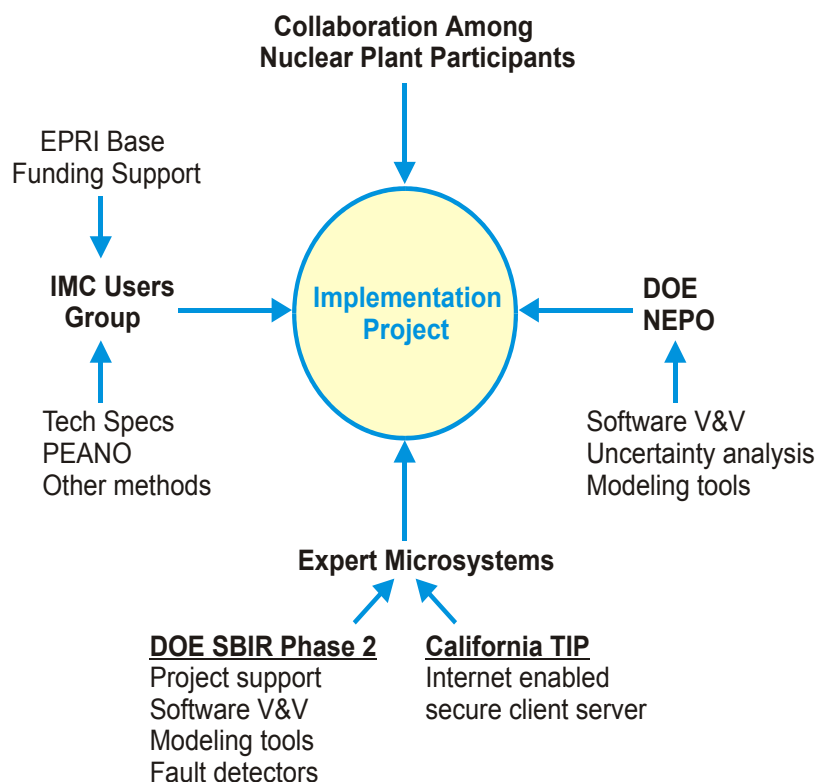 Collaboration Among
Nuclear Plant Participants
EPRI Base
Funding Support
IMC Users
Group
Implementation
Project
DOE
NEPO
Tech Specs
PEANO
Other methods
Software V&V
Uncertainty analysis
Modeling tools
Expert Microsystems
DOE SBIR Phase 2
Project support
Software V&V
Modeling tools
Fault detectors
California TIP
Internet enabled
secure client server